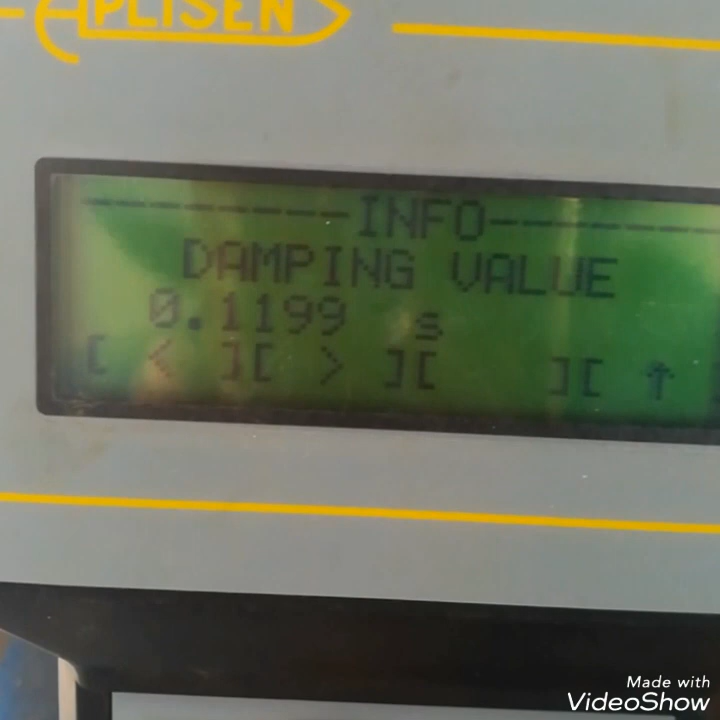 APLISEN
---------INFO---------
DAMPING VALUE
0.1199 s
[ < ][ > ][ ][ ↑
Made with
VideoShow